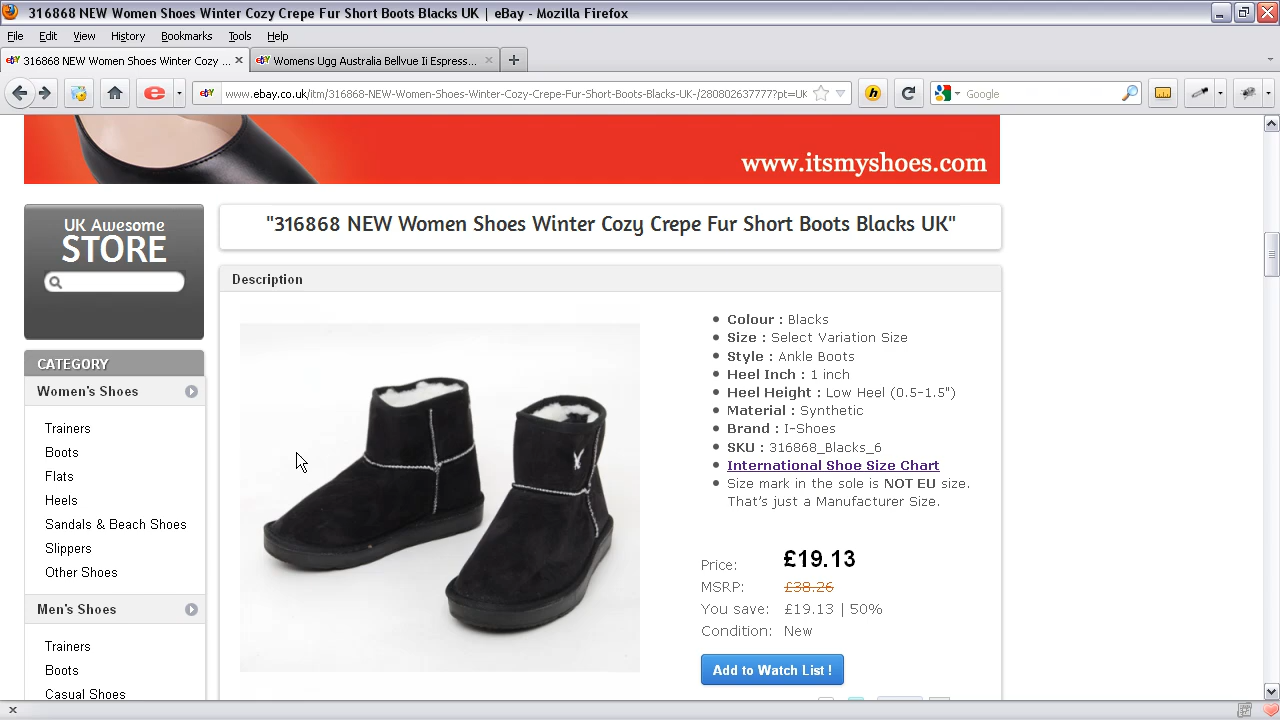 316868 NEW Women Shoes Winter Cozy Crepe Fur Short Boots Blacks UK | eBay - Mozilla Firefox
File Edit View History Bookmarks Tools Help
316868 NEW Women Shoes Winter Cozy ...
Womens Ugg Australia Bellvue Ii Espress...
www.ebay.co.uk/itm/316868-NEW-Women-Shoes-Winter-Cozy-Crepe-Fur-Short-Boots-Blacks-UK-/280802637777?pt=UK
Google
www.itsmyshoes.com
UK Awesome
STORE
"316868 NEW Women Shoes Winter Cozy Crepe Fur Short Boots Blacks UK"
Description
CATEGORY
Women's Shoes
Trainers
Boots
Flats
Heels
Sandals & Beach Shoes
Slippers
Other Shoes
Men's Shoes
Trainers
Boots
Casual Shoes
Colour : Blacks
Size : Select Variation Size
Style : Ankle Boots
Heel Inch : 1 inch
Heel Height : Low Heel (0.5-1.5")
Material : Synthetic
Brand : I-Shoes
SKU : 316868_Blacks_6
International Shoe Size Chart
Size mark in the sole is NOT EU size.
That's just a Manufacturer Size.
Price: £19.13
MSRP: £38.26
You save: £19.13 | 50%
Condition: New
Add to Watch List !